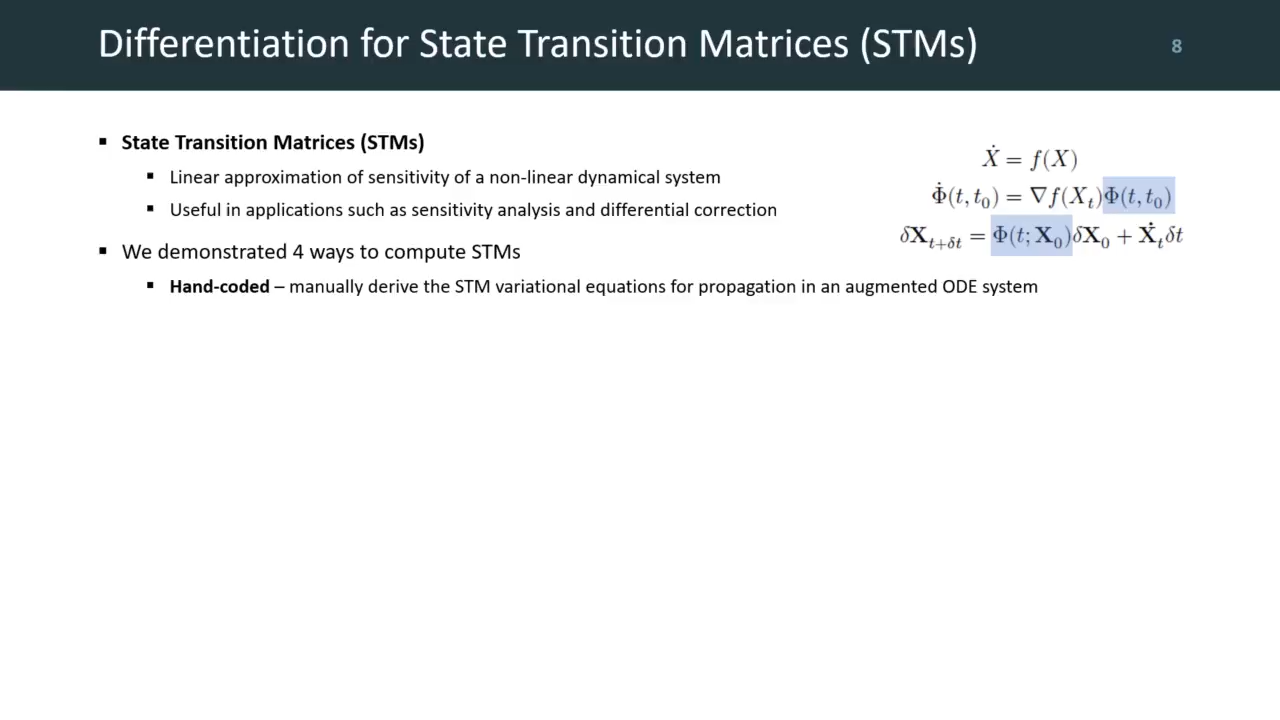 Differentiation for State Transition Matrices (STMs)
8
▪ State Transition Matrices (STMs)
▪ Linear approximation of sensitivity of a non-linear dynamical system
▪ Useful in applications such as sensitivity analysis and differential correction
▪ We demonstrated 4 ways to compute STMs
▪ Hand-coded – manually derive the STM variational equations for propagation in an augmented ODE system
Ẋ = f(X)
Φ̇(t, t₀) = ∇f(Xₜ)Φ(t, t₀)
δXₜ₊δₜ = Φ(t; X₀)δX₀ + Ẋₜδt